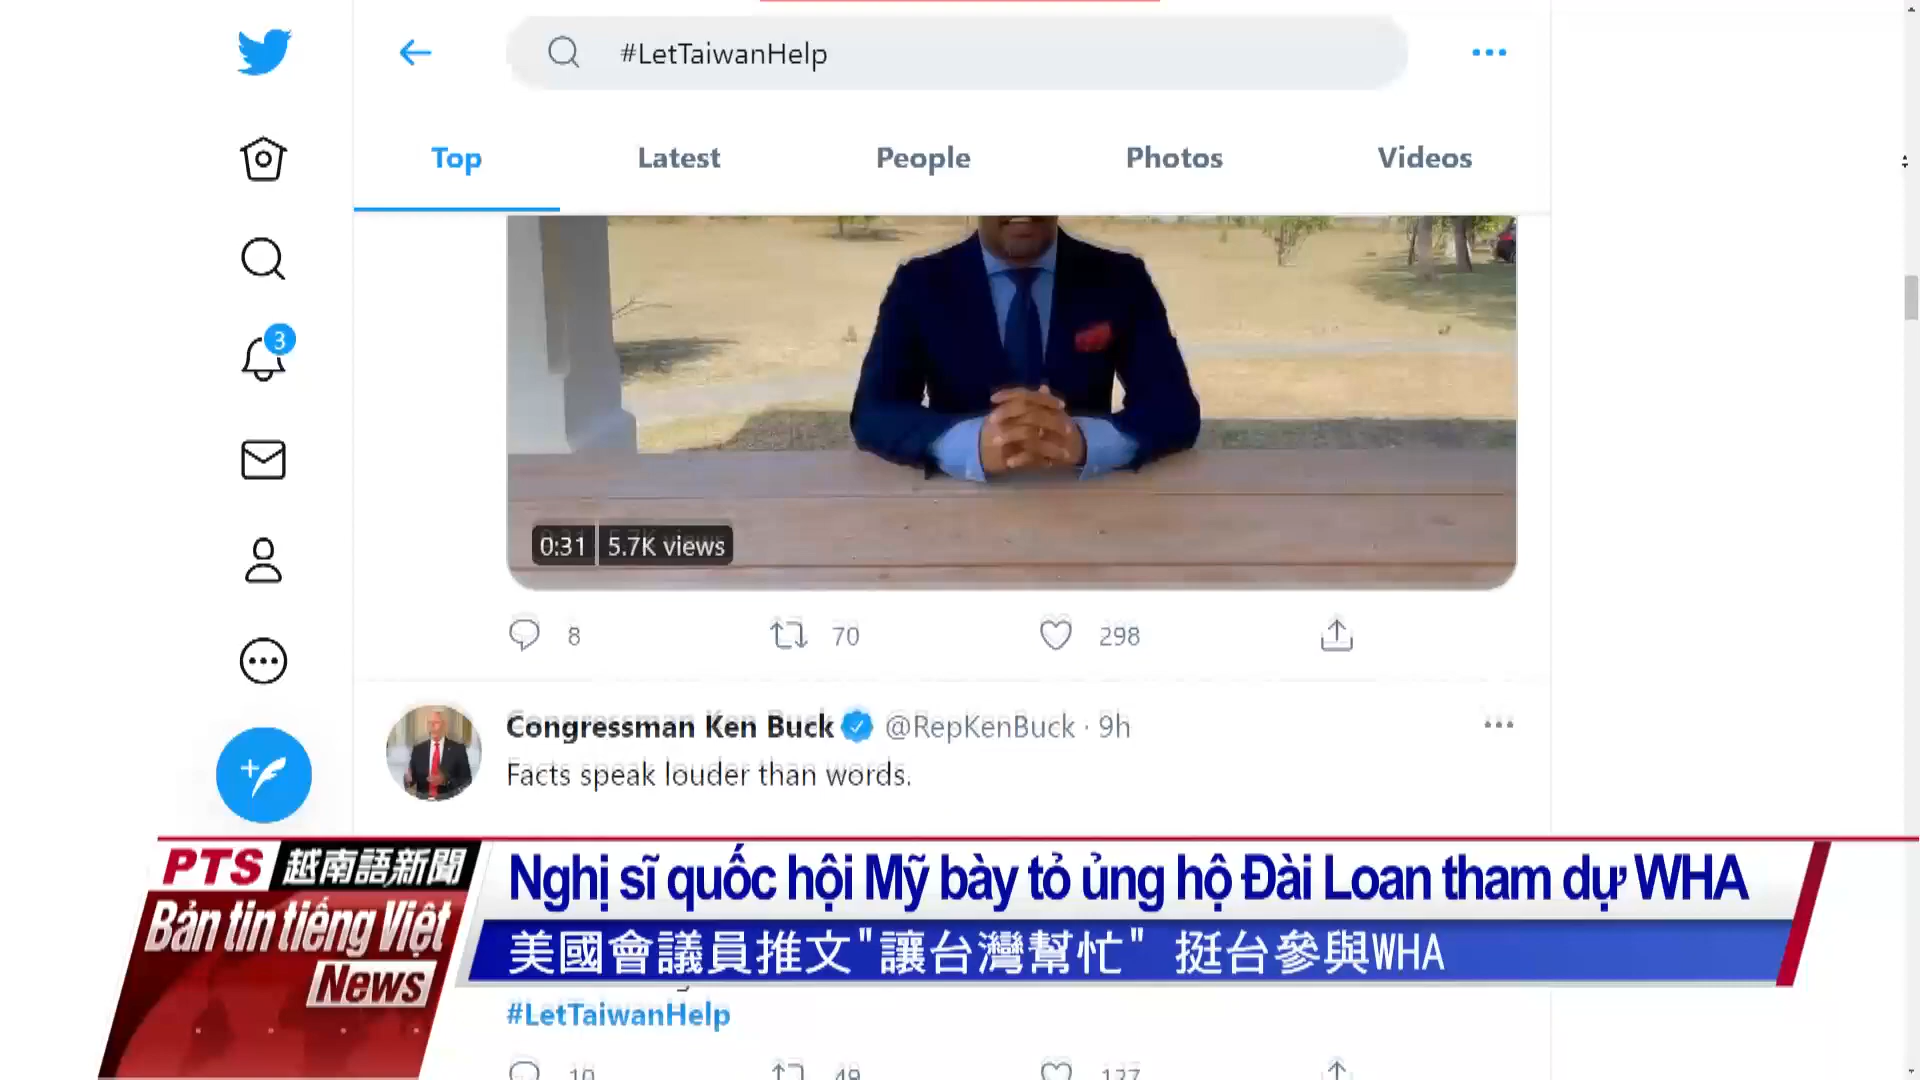 #LetTaiwanHelp
Top Latest People Photos Videos
3
0:31 5.7K views
8 70 298
Congressman Ken Buck @RepKenBuck · 9h
Facts speak louder than words.
PTS 越南語新聞
Bản tin tiếng Việt
News
Nghị sĩ quốc hội Mỹ bày tỏ ủng hộ Đài Loan tham dự WHA
美國會議員推文"讓台灣幫忙" 挺台參與WHA
#LetTaiwanHelp